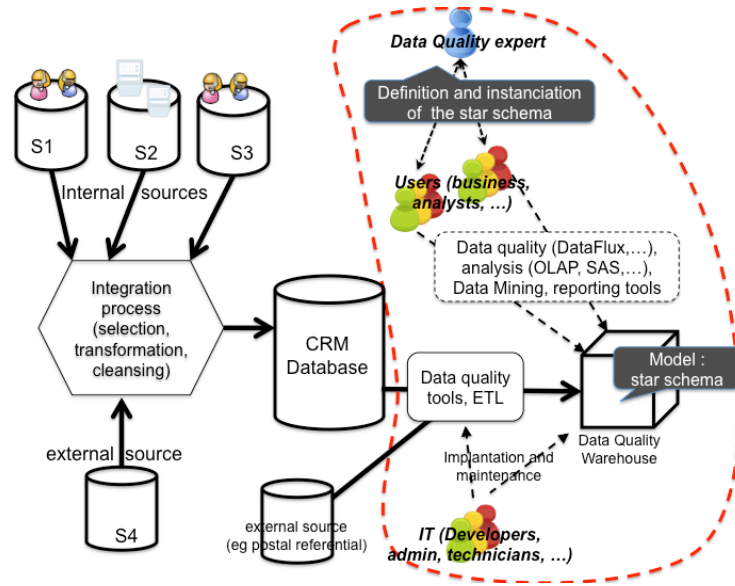 Data Quality expert
Definition and instanciation
of the star schema
S1
S2
S3
Internal sources
Users (business,
analysts, ...)
Data quality (DataFlux,...),
analysis (OLAP, SAS,...),
Data Mining, reporting tools
Integration
process
(selection,
transformation,
cleansing)
CRM
Database
Data quality
tools, ETL
Model :
star schema
Data Quality
Warehouse
external source
Implantation and
maintenance
S4
external source
(eg postal referential)
IT (Developers,
admin, technicians, ...)